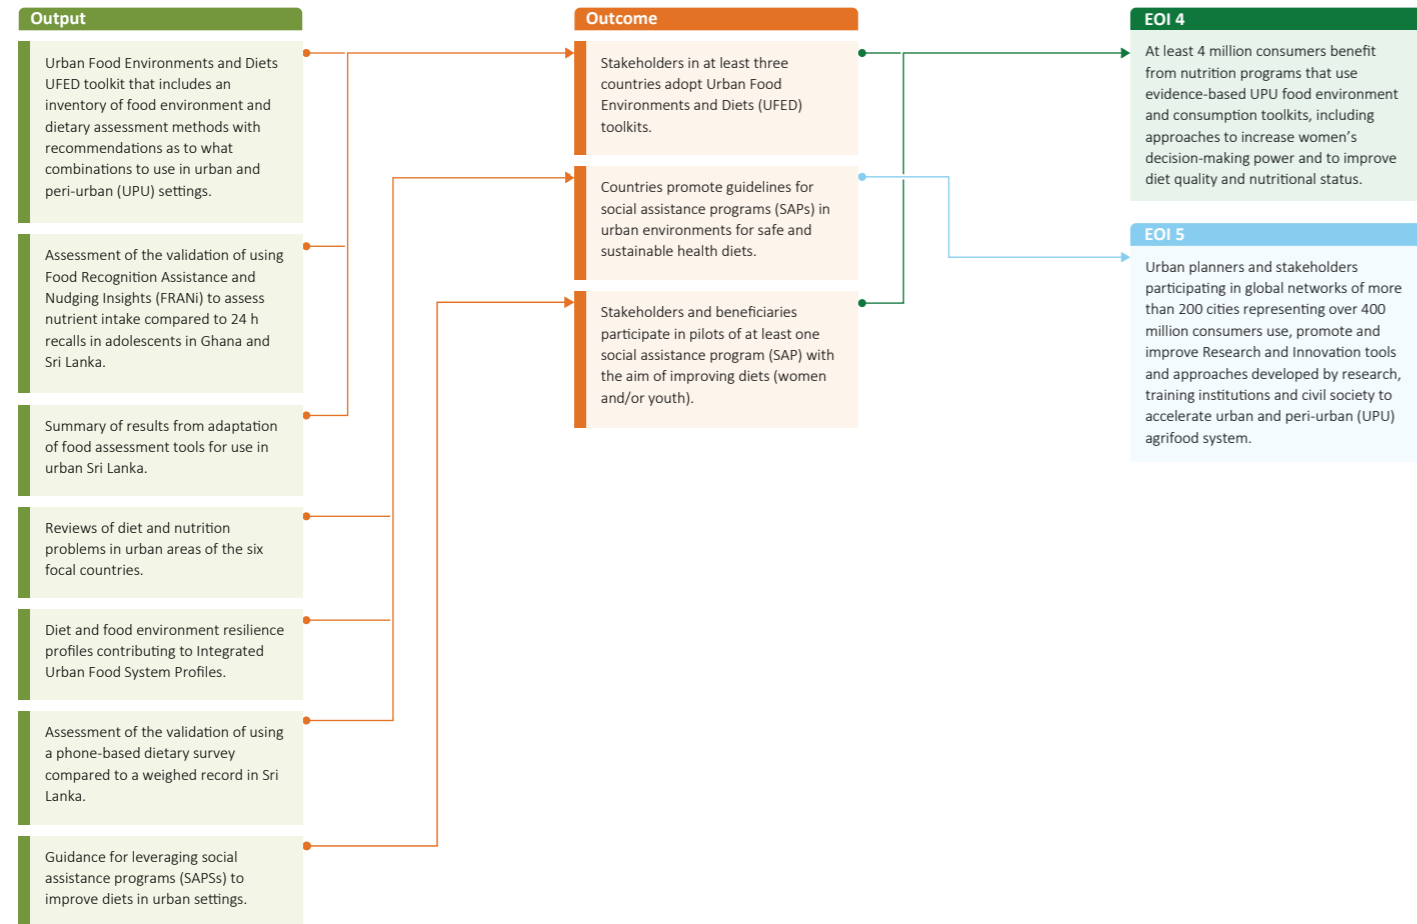 Output
Urban Food Environments and Diets
UFED toolkit that includes an
inventory of food environment and
dietary assessment methods with
recommendations as to what
combinations to use in urban and
peri-urban (UPU) settings.
Assessment of the validation of using
Food Recognition Assistance and
Nudging Insights (FRANi) to assess
nutrient intake compared to 24 h
recalls in adolescents in Ghana and
Sri Lanka.
Summary of results from adaptation
of food assessment tools for use in
urban Sri Lanka.
Reviews of diet and nutrition
problems in urban areas of the six
focal countries.
Diet and food environment resilience
profiles contributing to Integrated
Urban Food System Profiles.
Assessment of the validation of using
a phone-based dietary survey
compared to a weighed record in Sri
Lanka.
Guidance for leveraging social
assistance programs (SAPSs) to
improve diets in urban settings.
Outcome
Stakeholders in at least three
countries adopt Urban Food
Environments and Diets (UFED)
toolkits.
Countries promote guidelines for
social assistance programs (SAPs) in
urban environments for safe and
sustainable health diets.
Stakeholders and beneficiaries
participate in pilots of at least one
social assistance program (SAP) with
the aim of improving diets (women
and/or youth).
EOI 4
At least 4 million consumers benefit
from nutrition programs that use
evidence-based UPU food environment
and consumption toolkits, including
approaches to increase women’s
decision-making power and to improve
diet quality and nutritional status.
EOI 5
Urban planners and stakeholders
participating in global networks of more
than 200 cities representing over 400
million consumers use, promote and
improve Research and Innovation tools
and approaches developed by research,
training institutions and civil society to
accelerate urban and peri-urban (UPU)
agrifood system.